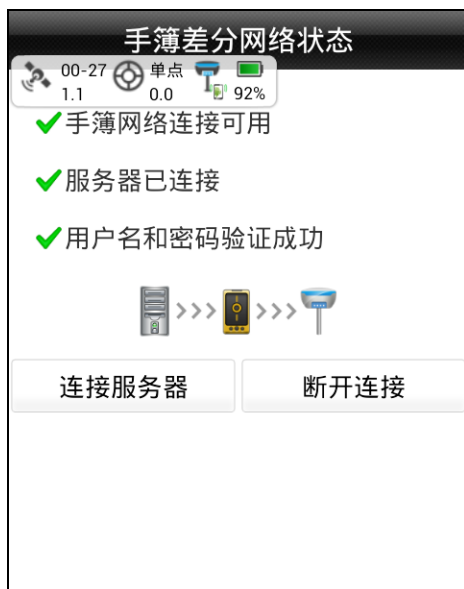 手簿差分网络状态
00-27 单点
1.1 0.0 92%
手簿网络连接可用
服务器已连接
用户名和密码验证成功
>>> >>>
连接服务器 断开连接